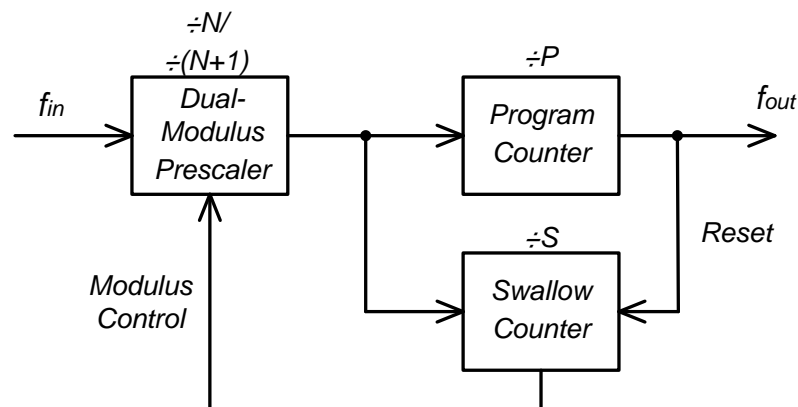 ÷N/
÷(N+1)
Dual-
Modulus
Prescaler
fin
÷P
Program
Counter
fout
Reset
÷S
Swallow
Counter
Modulus
Control